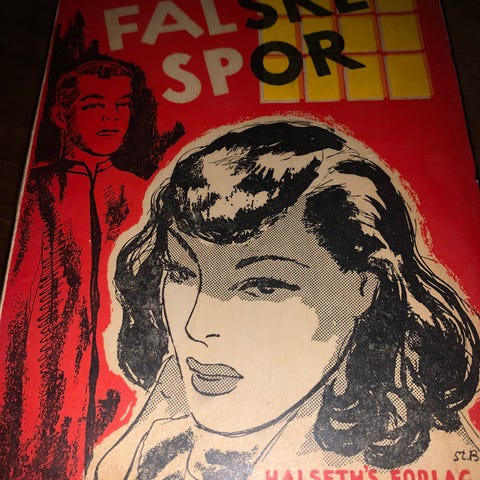 FALSKE
SPOR
St.B
HALSETH'S FORLAG